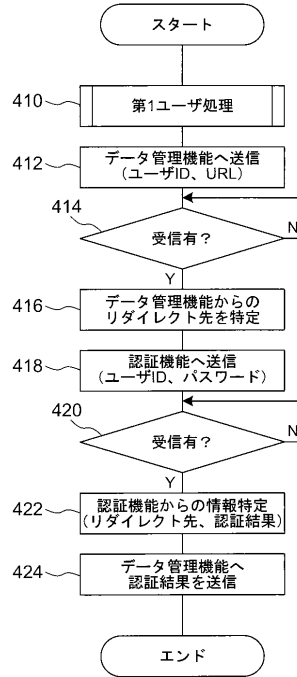 スタート
410
第1ユーザ処理
412
データ管理機能へ送信
(ユーザID、URL)
414
受信有?
N
Y
416
データ管理機能からの
リダイレクト先を特定
418
認証機能へ送信
(ユーザID、パスワード)
420
受信有?
N
Y
422
認証機能からの情報特定
(リダイレクト先、認証結果)
424
データ管理機能へ
認証結果を送信
エンド